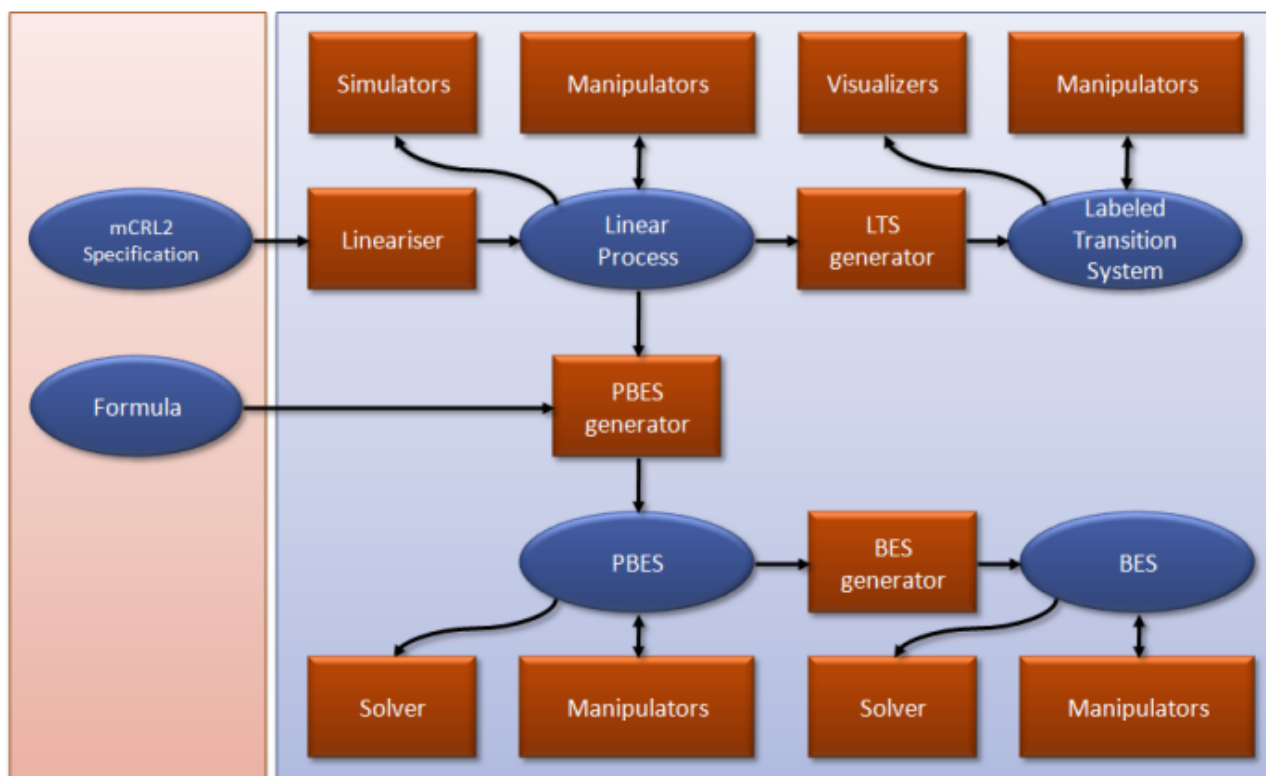 Simulators
Manipulators
Visualizers
Manipulators
mCRL2
Specification
Lineariser
Linear
Process
LTS
generator
Labeled
Transition
System
Formula
PBES
generator
PBES
BES
generator
BES
Solver
Manipulators
Solver
Manipulators